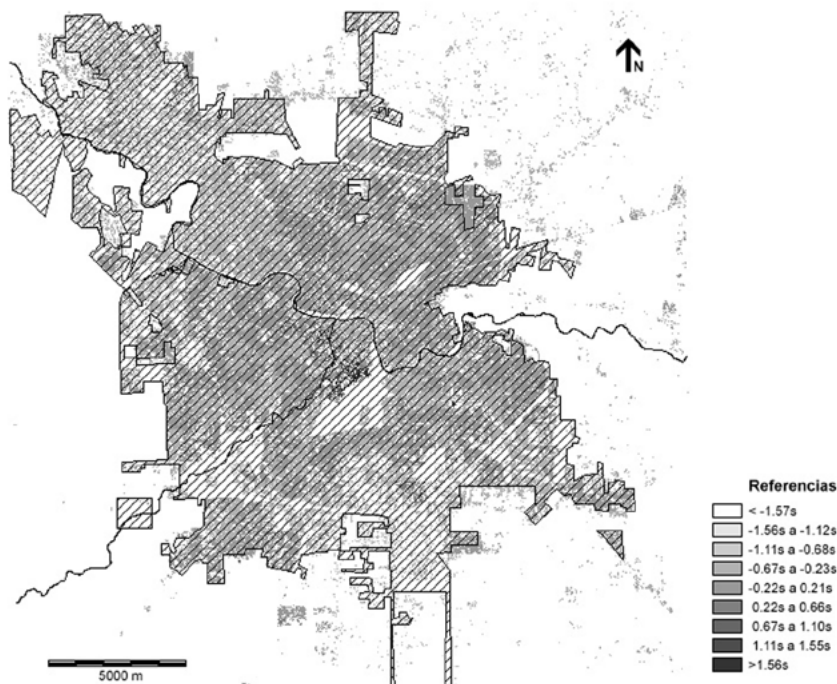 N
Referencias
< -1.57s
-1.56s a -1.12s
-1.11s a -0.68s
-0.67s a -0.23s
-0.22s a 0.21s
0.22s a 0.66s
0.67s a 1.10s
1.11s a 1.55s
>1.56s
5000 m